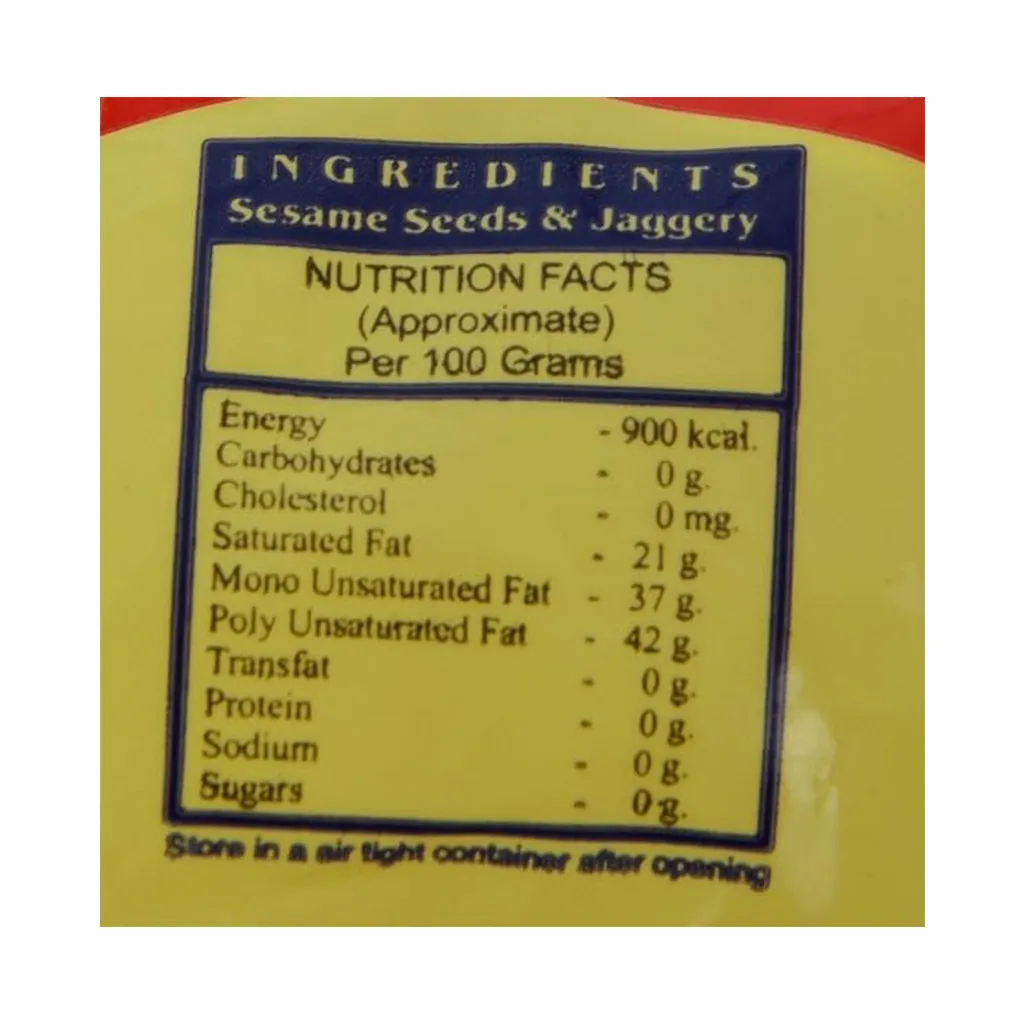 INGREDIENTS
Sesame Seeds & Jaggery
NUTRITION FACTS
(Approximate)
Per 100 Grams
Energy - 900 kcal.
Carbohydrates - 0 g.
Cholesterol - 0 mg.
Saturated Fat - 21 g.
Mono Unsaturated Fat - 37 g.
Poly Unsaturated Fat - 42 g.
Transfat - 0 g.
Protein - 0 g.
Sodium - 0 g.
Sugars - 0 g.
Store in a air tight container after opening